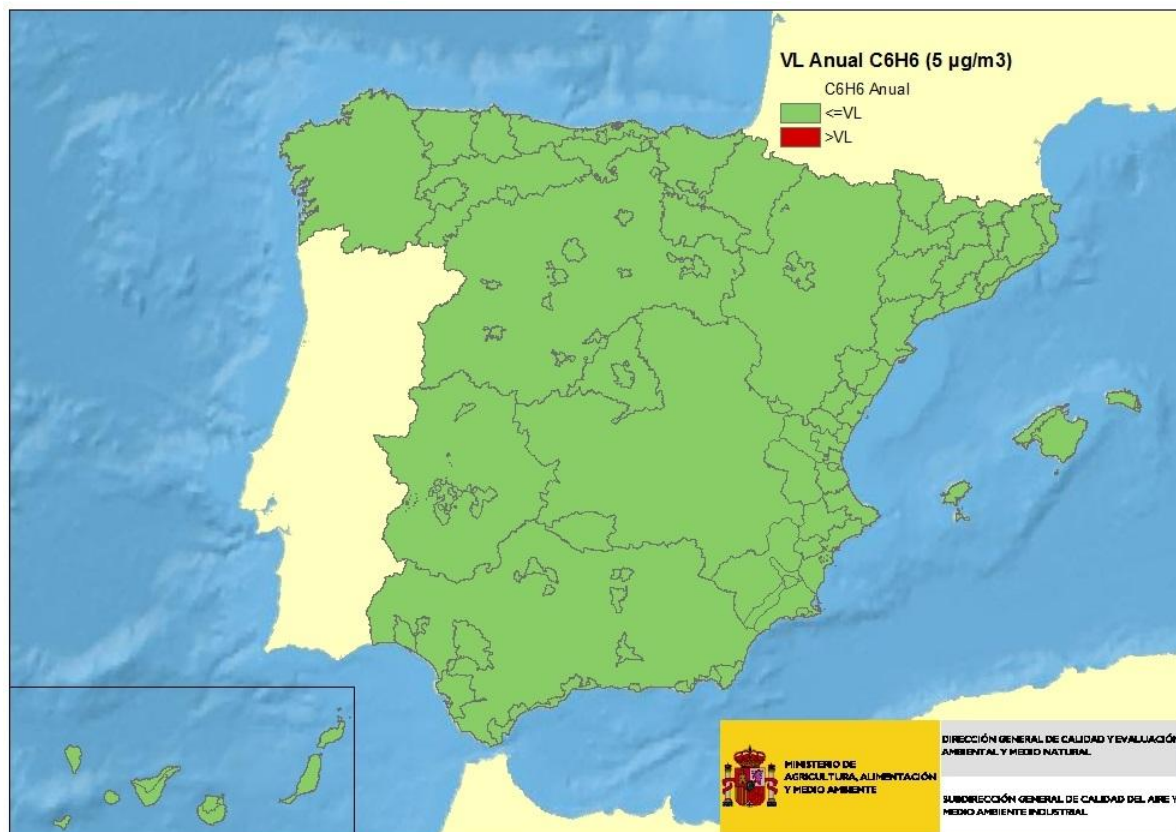 VL Anual C6H6 (5 µg/m3)
C6H6 Anual
<=VL
>VL
MINISTERIO DE
AGRICULTURA, ALIMENTACIÓN
Y MEDIO AMBIENTE
DIRECCIÓN GENERAL DE CALIDAD Y EVALUACIÓN
AMBIENTAL Y MEDIO NATURAL
SUBDIRECCIÓN GENERAL DE CALIDAD DEL AIRE Y
MEDIO AMBIENTE INDUSTRIAL